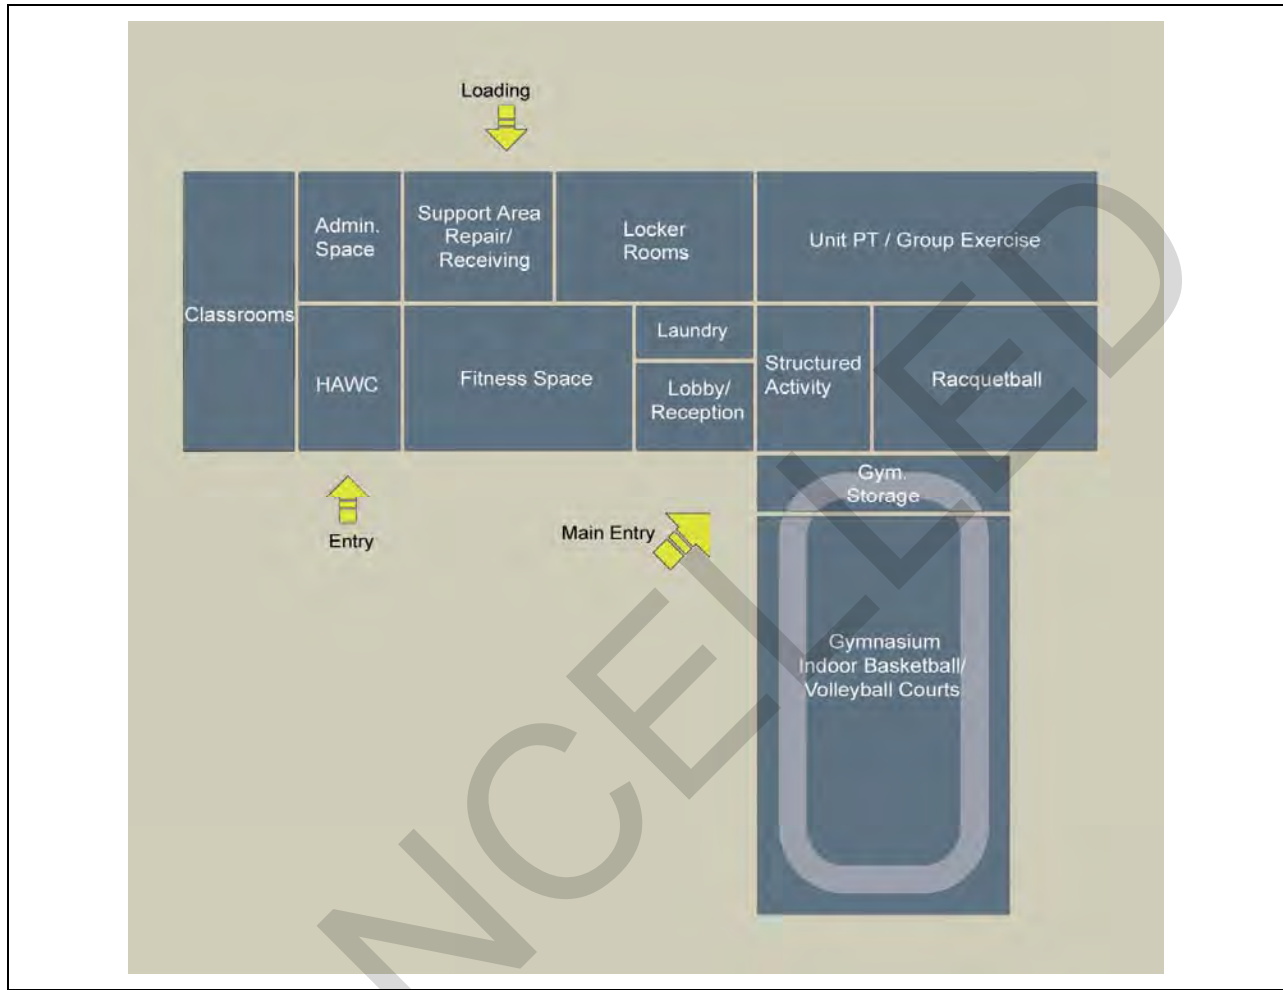 Loading
Classrooms
Admin.
Space
Support Area
Repair/
Receiving
Locker
Rooms
Unit PT / Group Exercise
HAWC
Fitness Space
Laundry
Lobby/
Reception
Structured
Activity
Racquetball
Entry
Main Entry
Gym.
Storage
Gymnasium
Indoor Basketball/
Volleyball Courts
NCELLED